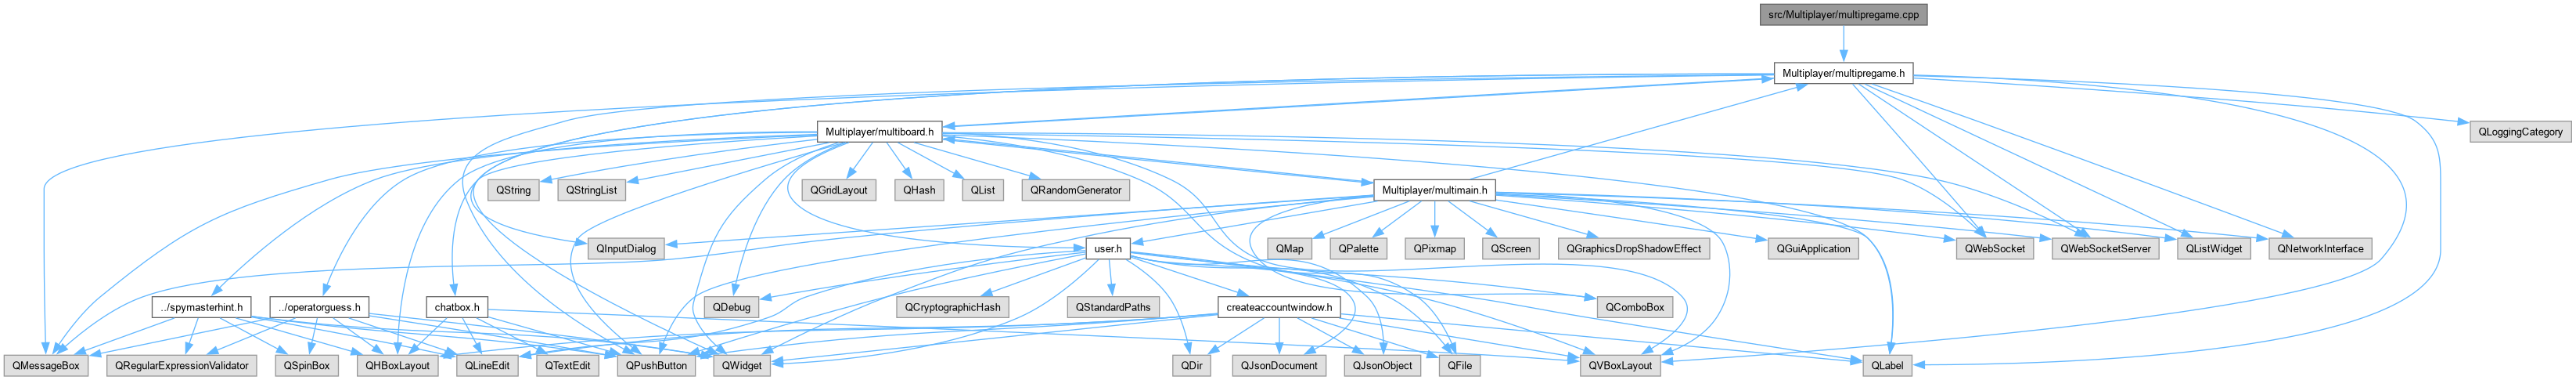 src/Multiplayer/multipregame.cpp
Multiplayer/multipregame.h
Multiplayer/multiboard.h
QLoggingCategory
QString
QStringList
QGridLayout
QHash
QList
QRandomGenerator
Multiplayer/multimain.h
QInputDialog
user.h
QMap
QPalette
QPixmap
QScreen
QGraphicsDropShadowEffect
QGuiApplication
QWebSocket
QWebSocketServer
QListWidget
QNetworkInterface
../spymasterhint.h
../operatorguess.h
chatbox.h
QDebug
QCryptographicHash
QStandardPaths
createaccountwindow.h
QComboBox
QMessageBox
QRegularExpressionValidator
QSpinBox
QHBoxLayout
QLineEdit
QTextEdit
QPushButton
QWidget
QDir
QJsonDocument
QJsonObject
QFile
QVBoxLayout
QLabel